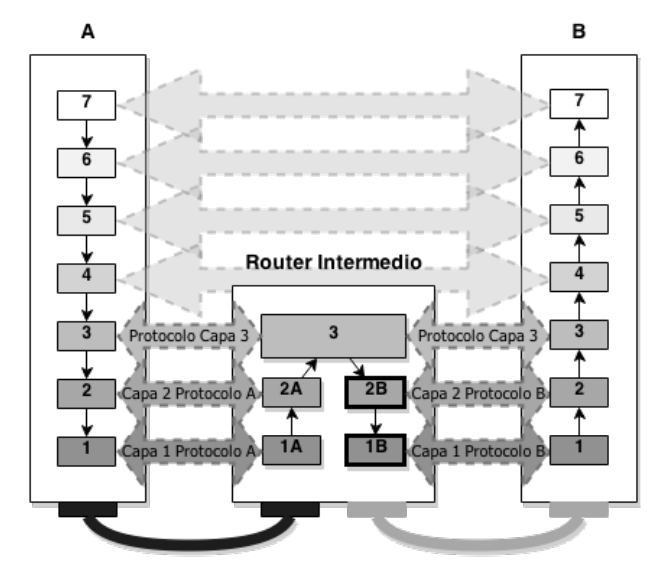 A B
7 7
6 6
5 5
Router Intermedio
4 4
3 Protocolo Capa 3 3 Protocolo Capa 3 3
2 Capa 2 Protocolo A 2A 2B Capa 2 Protocolo B 2
1 Capa 1 Protocolo A 1A 1B Capa 1 Protocolo B 1